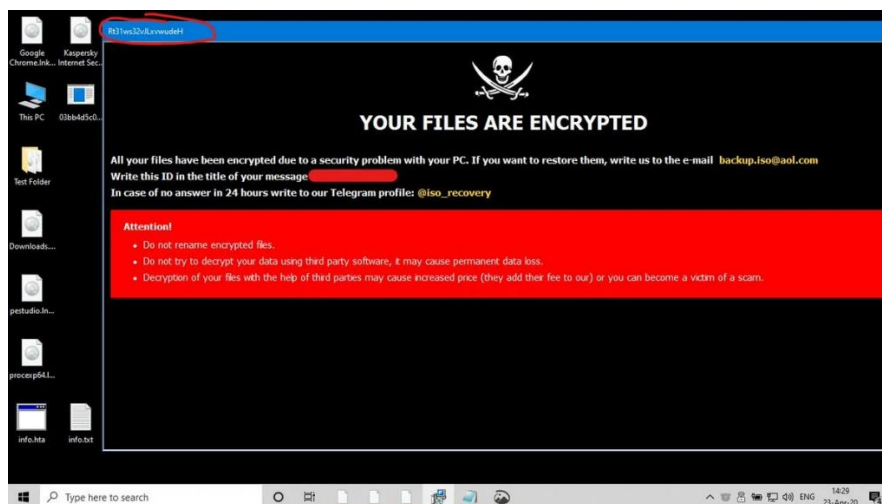 Rt31ws32vJLxvwudeH
Google
Chrome.lnk...
Kaspersky
Internet Sec...
YOUR FILES ARE ENCRYPTED
This PC
03bb4d5c0...
All your files have been encrypted due to a security problem with your PC. If you want to restore them, write us to the e-mail backup.iso@aol.com
Write this ID in the title of your message
In case of no answer in 24 hours write to our Telegram profile: @iso_recovery
Test Folder
Attention!
• Do not rename encrypted files.
• Do not try to decrypt your data using third party software, it may cause permanent data loss.
• Decryption of your files with the help of third parties may cause increased price (they add their fee to our) or you can become a victim of a scam.
Downloads....
pestudio.ln...
procexp64.l...
info.hta
info.txt
Type here to search
ENG
14:29
23-Apr-20